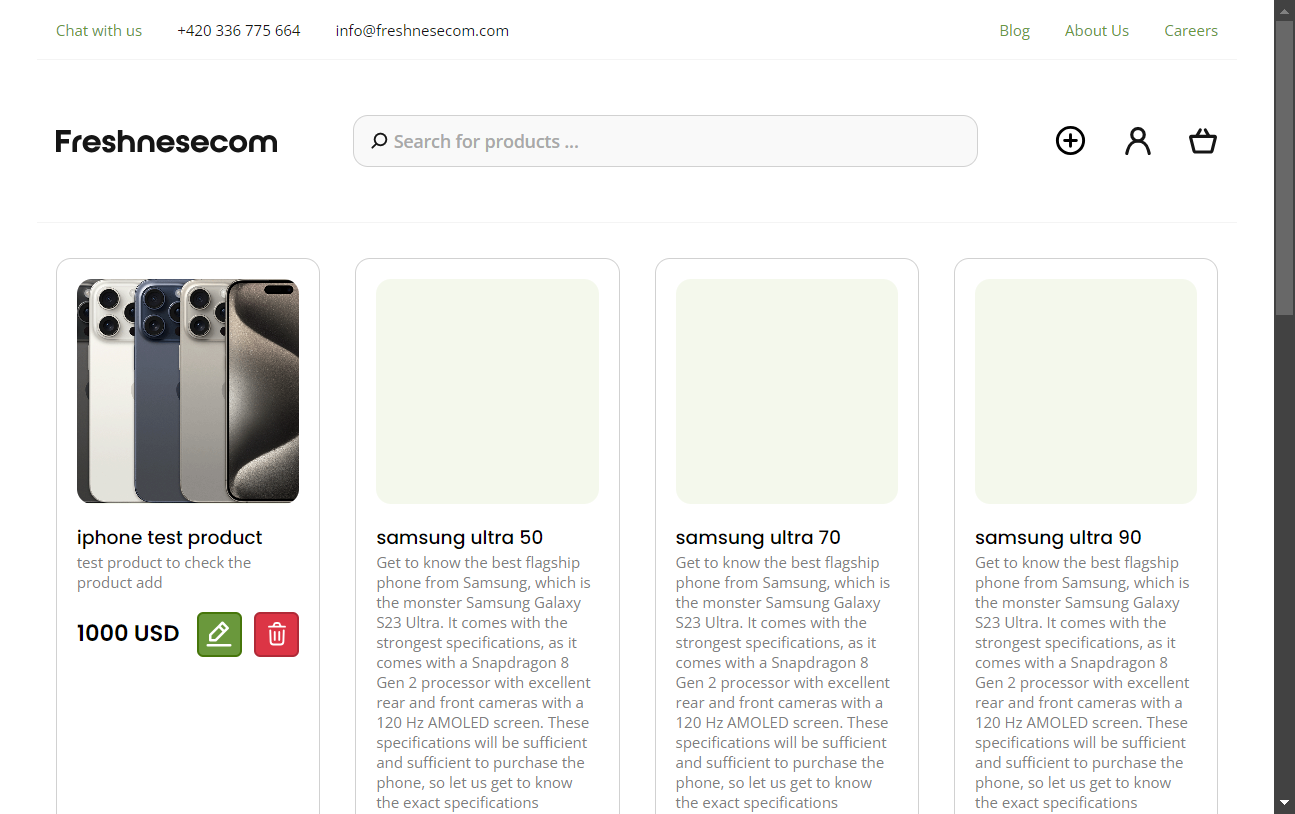 Chat with us
+420 336 775 664
info@freshnesecom.com
Blog
About Us
Careers
Freshnesecom
Search for products ...
iphone test product
test product to check the
product add
1000 USD
samsung ultra 50
Get to know the best flagship
phone from Samsung, which is
the monster Samsung Galaxy
S23 Ultra. It comes with the
strongest specifications, as it
comes with a Snapdragon 8
Gen 2 processor with excellent
rear and front cameras with a
120 Hz AMOLED screen. These
specifications will be sufficient
and sufficient to purchase the
phone, so let us get to know
the exact specifications
samsung ultra 70
Get to know the best flagship
phone from Samsung, which is
the monster Samsung Galaxy
S23 Ultra. It comes with the
strongest specifications, as it
comes with a Snapdragon 8
Gen 2 processor with excellent
rear and front cameras with a
120 Hz AMOLED screen. These
specifications will be sufficient
and sufficient to purchase the
phone, so let us get to know
the exact specifications
samsung ultra 90
Get to know the best flagship
phone from Samsung, which is
the monster Samsung Galaxy
S23 Ultra. It comes with the
strongest specifications, as it
comes with a Snapdragon 8
Gen 2 processor with excellent
rear and front cameras with a
120 Hz AMOLED screen. These
specifications will be sufficient
and sufficient to purchase the
phone, so let us get to know
the exact specifications